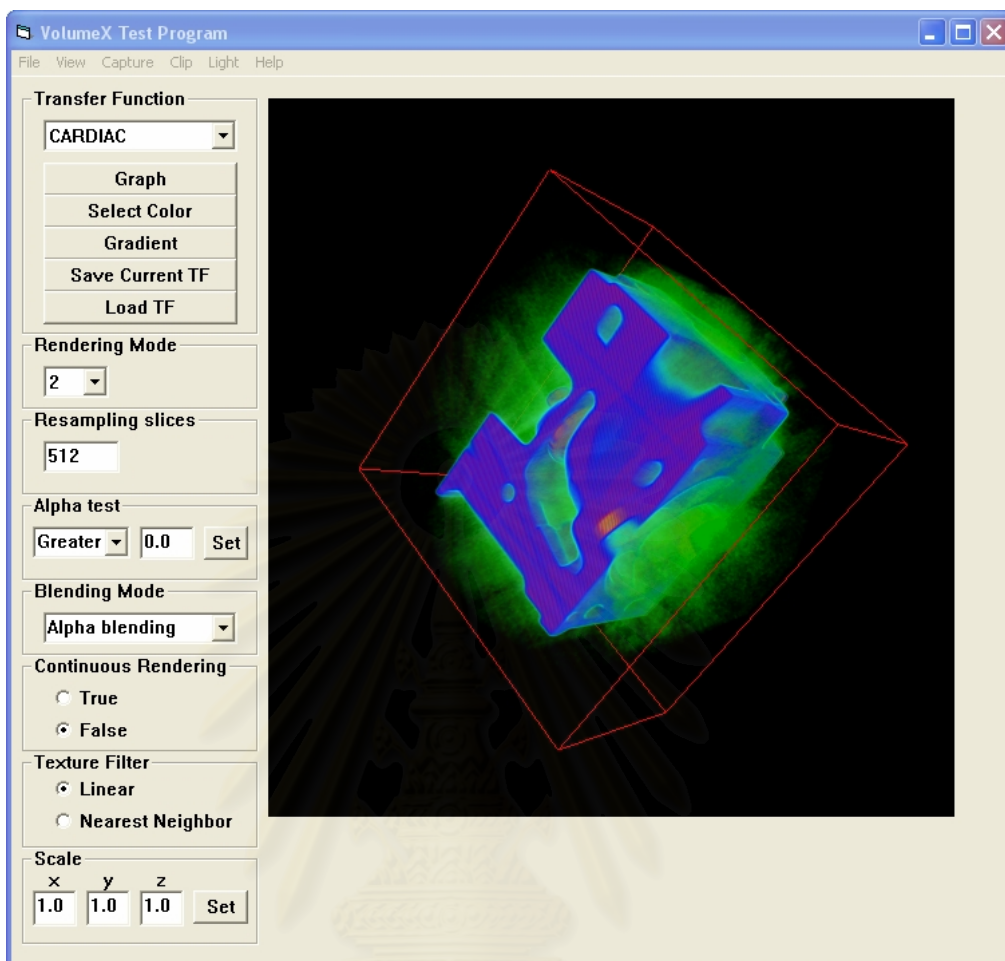 VolumeX Test Program
File View Capture Clip Light Help
Transfer Function
CARDIAC
Graph
Select Color
Gradient
Save Current TF
Load TF
Rendering Mode
2
Resampling slices
512
Alpha test
Greater 0.0 Set
Blending Mode
Alpha blending
Continuous Rendering
True
False
Texture Filter
Linear
Nearest Neighbor
Scale
x y z
1.0 1.0 1.0 Set